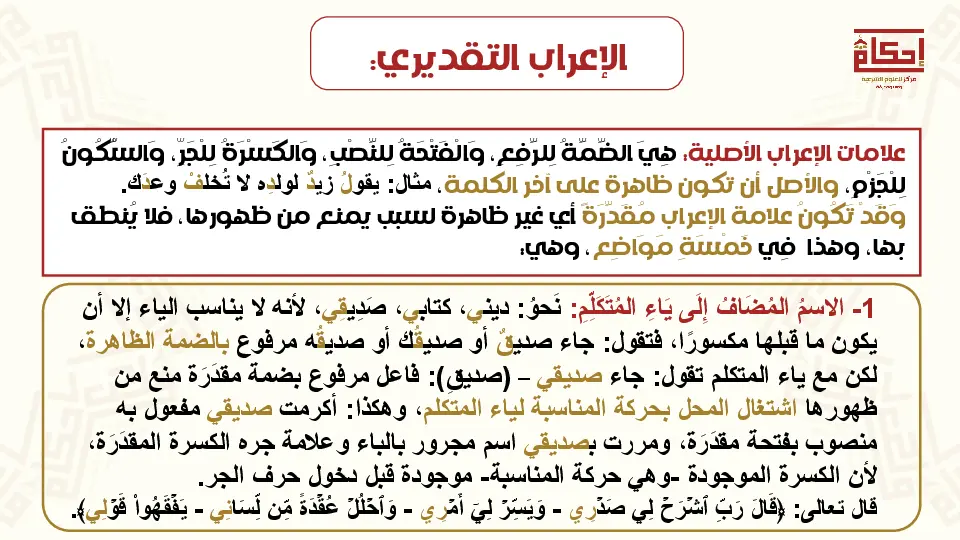 إحكام
مركز للعلوم الشرعية
الإعراب التقديري:
علامات الإعراب الأصلية: هِيَ الضَّمَّةُ لِلرَّفِعِ، وَالْفَتْحَةُ لِلنَّصْبِ، وَالكَسْرَةُ لِلْجَرِّ، وَالسُّكُونُ
لِلْجَزْمِ، والأصل أن تكون ظاهرة على آخر الكلمة، مثال: يقولُ زيدٌ لولدِه لا تُخلفْ وعدَك.
وَقَدْ تَكُونُ علامة الإعراب مُقَدَّرَةً أي غير ظاهرة لسبب يمنع من ظهورها، فلا يُنطق
بها، وهذا فِي خَمْسَةِ مَوَاضِعِ، وهي:
1- الاسمُ المُضَافُ إِلَى يَاءِ المُتَكَلِّمِ: نَحوُ: ديني، كتابي، صَدِيقِي، لأنه لا يناسب الياء إلا أن
يكون ما قبلها مكسورًا، فتقول: جاء صديقٌ أو صديقُك أو صديقُه مرفوع بالضمة الظاهرة،
لكن مع ياء المتكلم تقول: جاء صديقي – (صديقِ): فاعل مرفوع بضمة مقدَرَة منع من
ظهورها اشتغال المحل بحركة المناسبة لياء المتكلم، وهكذا: أكرمت صديقي مفعول به
منصوب بفتحة مقدَرَة، ومررت بصديقي اسم مجرور بالباء وعلامة جره الكسرة المقدَرَة،
لأن الكسرة الموجودة -وهي حركة المناسبة- موجودة قبل دخول حرف الجر.
قال تعالى: ﴿قَالَ رَبِّ ٱشۡرَحۡ لِي صَدۡرِي - وَيَسِّرۡ لِيٓ أَمۡرِي - وَٱحۡلُلۡ عُقۡدَةٗ مِّن لِّسَانِي - يَفۡقَهُواْ قَوۡلِي﴾.